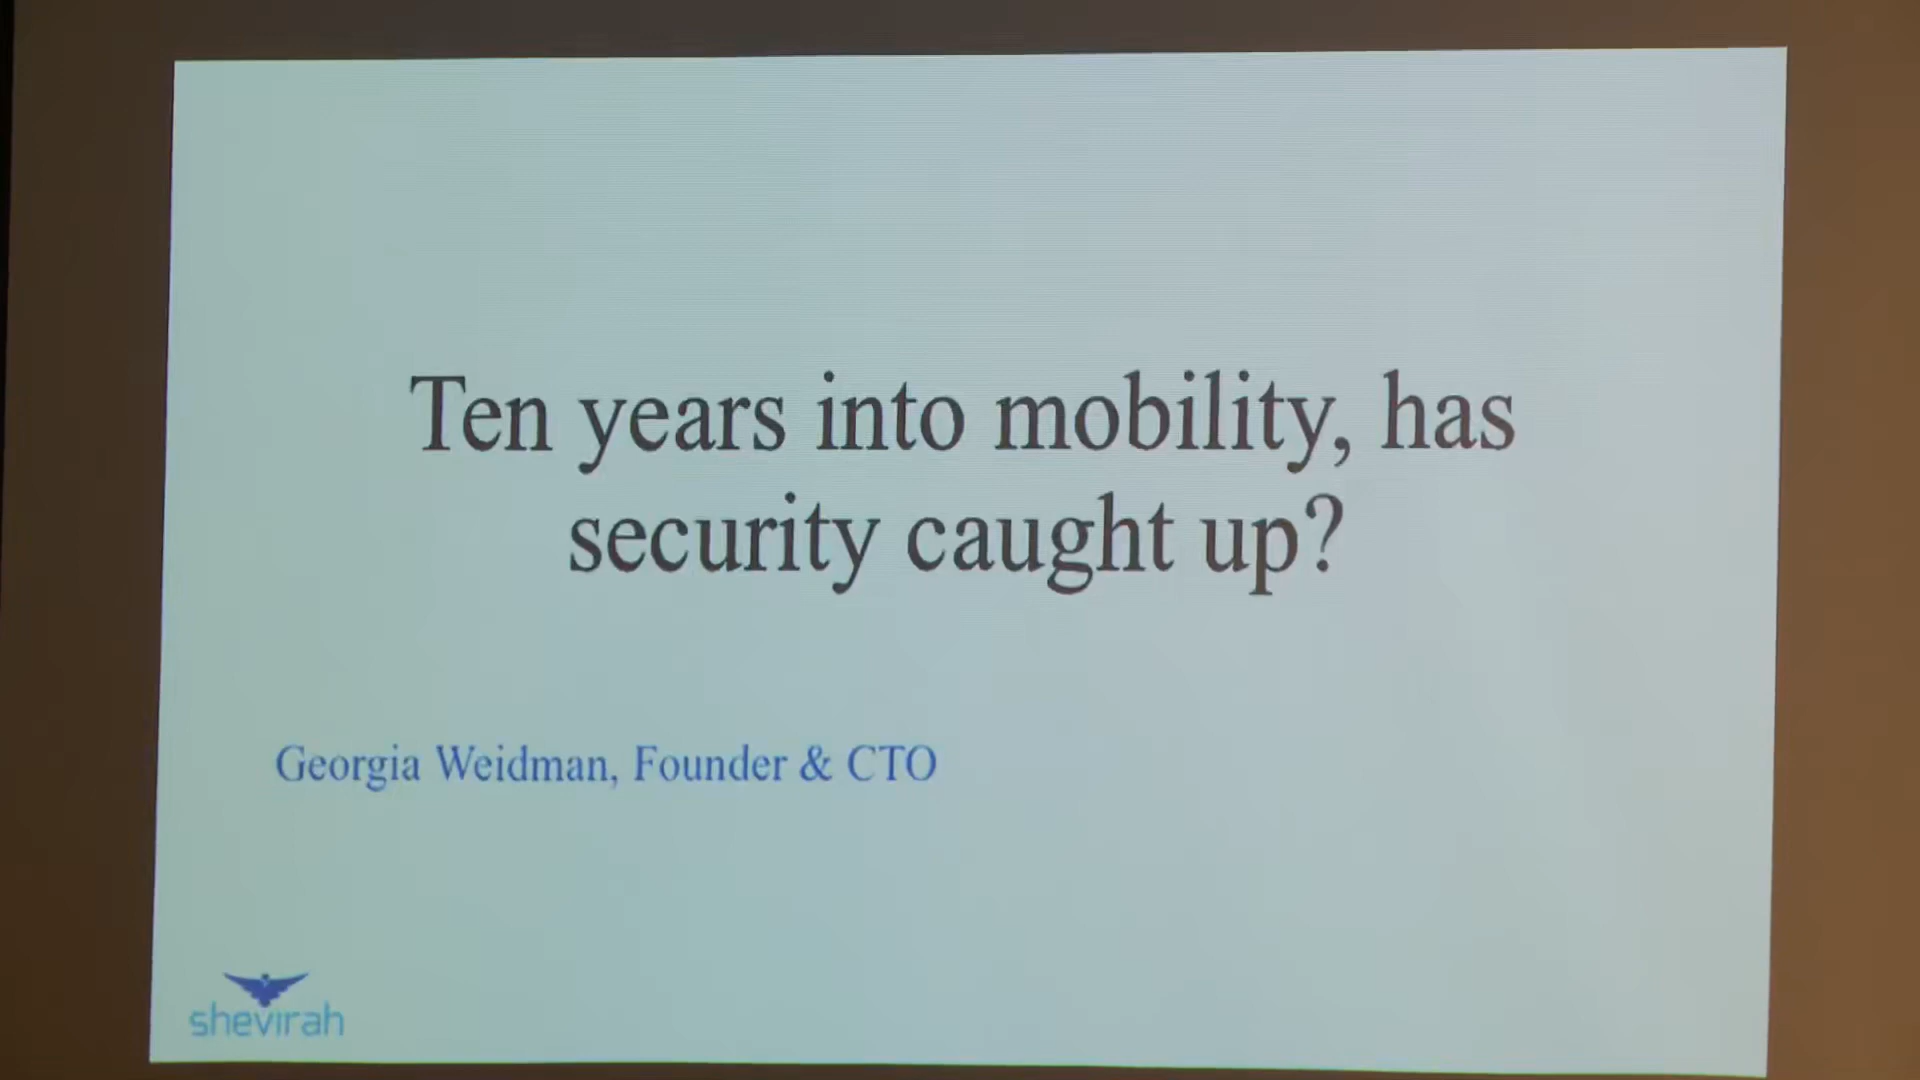 Ten years into mobility, has
security caught up?
Georgia Weidman, Founder & CTO
shevirah